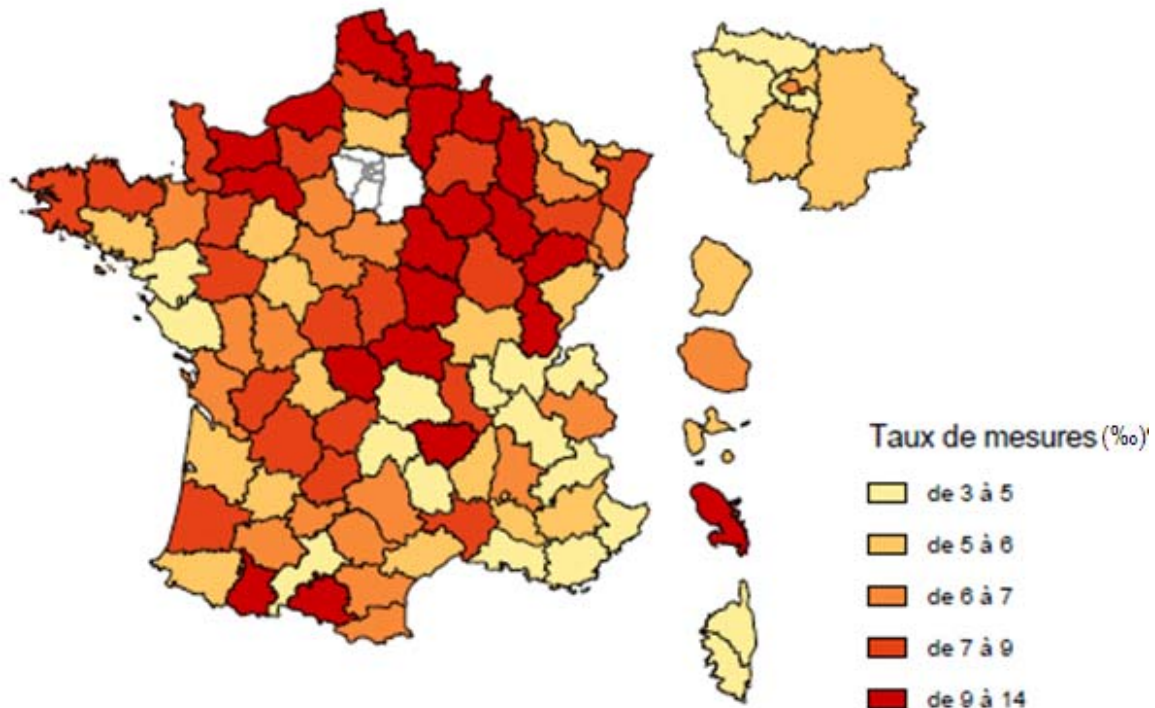 Taux de mesures (‰)
de 3 à 5
de 5 à 6
de 6 à 7
de 7 à 9
de 9 à 14